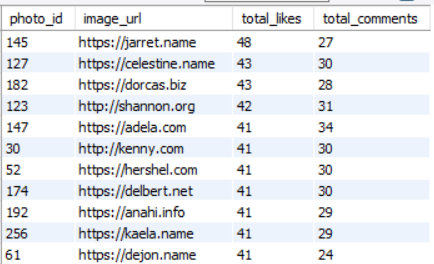 photo_id image_url total_likes total_comments
145 https://jarret.name 48 27
127 https://celestine.name 43 30
182 https://dorcas.biz 43 28
123 http://shannon.org 42 31
147 https://adela.com 41 34
30 http://kenny.com 41 30
52 https://hershel.com 41 30
174 https://delbert.net 41 30
192 https://anahi.info 41 29
256 https://kaela.name 41 29
61 https://dejon.name 41 24